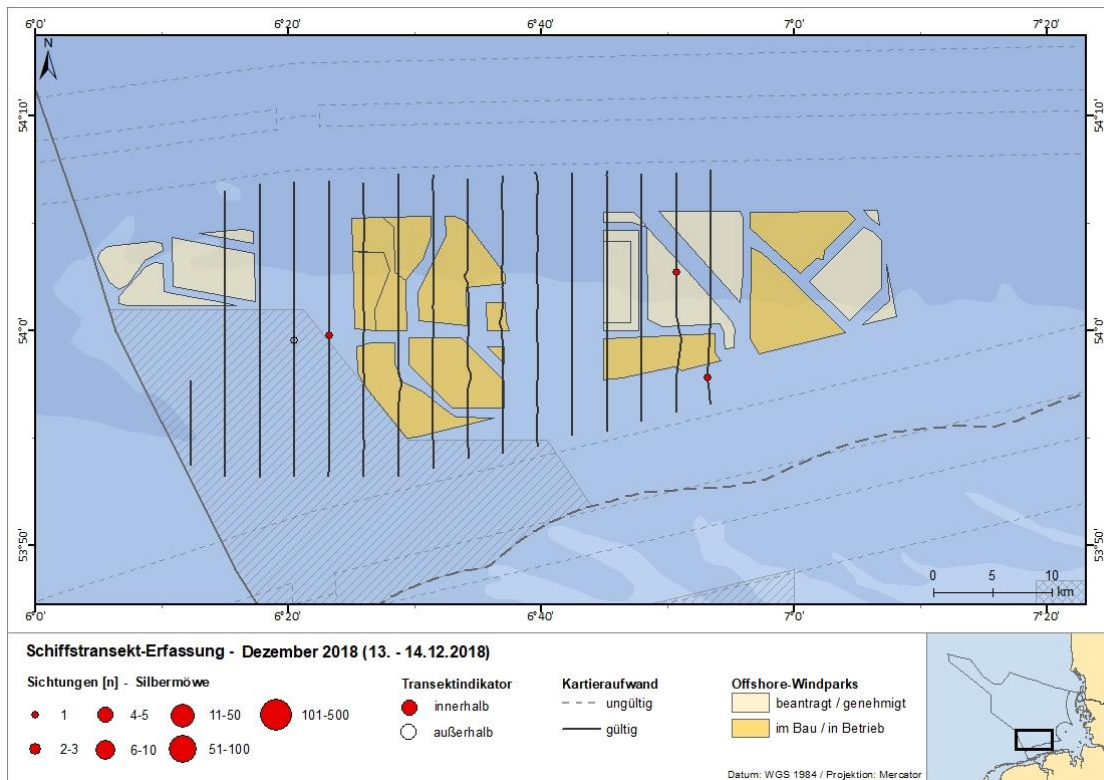 6°0' 6°20' 6°40' 7°0' 7°20'
N
54°10' 54°10'
54°0' 54°0'
53°50' 53°50'
0 5 10
km
6°0' 6°20' 6°40' 7°0' 7°20'
Schiffstransekt-Erfassung - Dezember 2018 (13. - 14.12.2018)
Sichtungen [n] - Silbermöwe
1
4-5
11-50
101-500
2-3
6-10
51-100
Transektindikator
innerhalb
außerhalb
Kartieraufwand
ungültig
gültig
Offshore-Windparks
beantragt / genehmigt
im Bau / in Betrieb
Datum: WGS 1984 / Projektion: Mercator